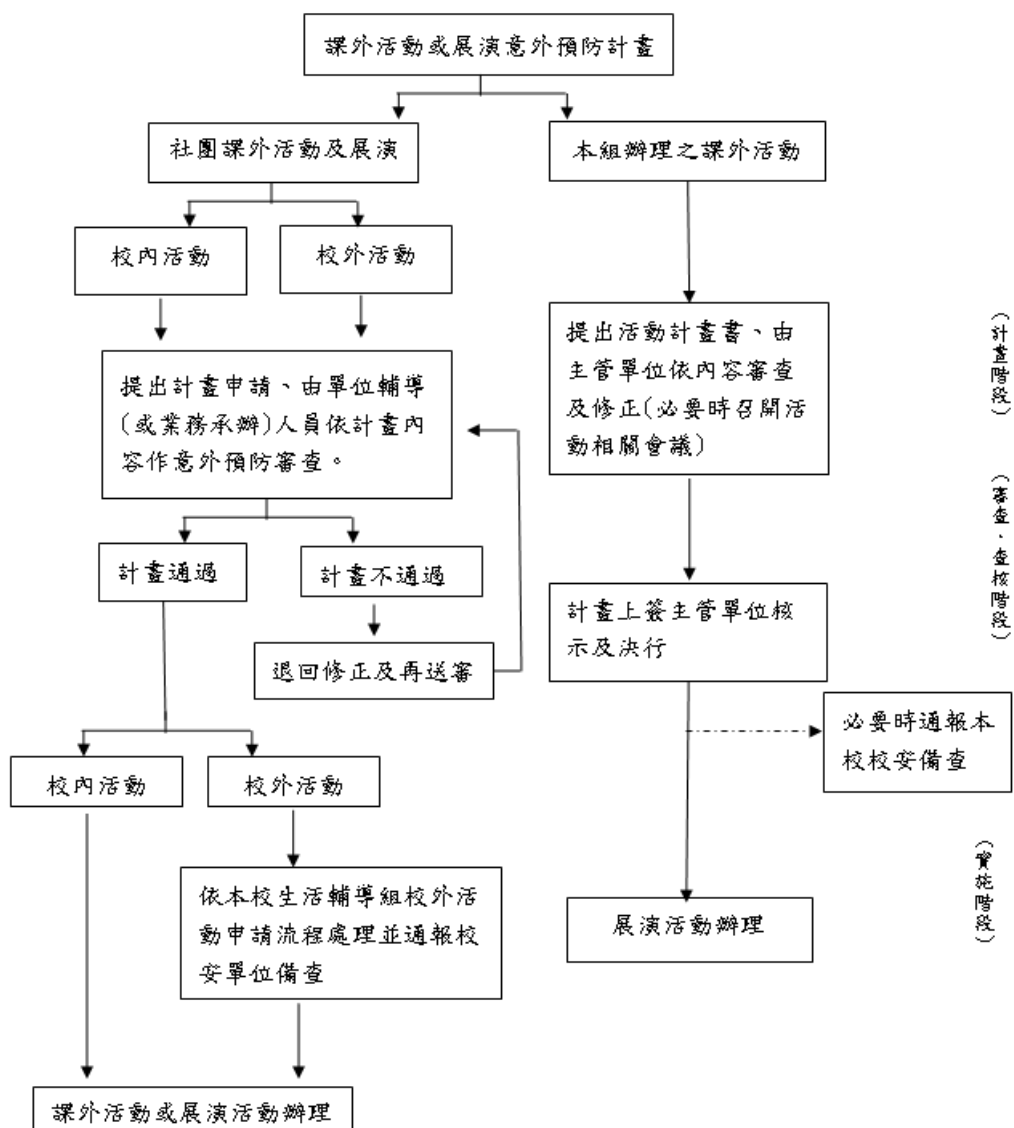 課外活動或展演意外預防計畫
社團課外活動及展演
本組辦理之課外活動
校內活動
校外活動
提出計畫申請、由單位輔導
(或業務承辦)人員依計畫內
容作意外預防審查。
提出活動計畫書、由
主管單位依內容審查
及修正(必要時召開活
動相關會議)
(計畫階段)
計畫通過
計畫不通過
退回修正及再送審
計畫上簽主管單位核
示及決行
(審查、查核階段)
必要時通報本
校校安備查
校內活動
校外活動
依本校生活輔導組校外活
動申請流程處理並通報校
安單位備查
展演活動辦理
(實施階段)
課外活動或展演活動辦理